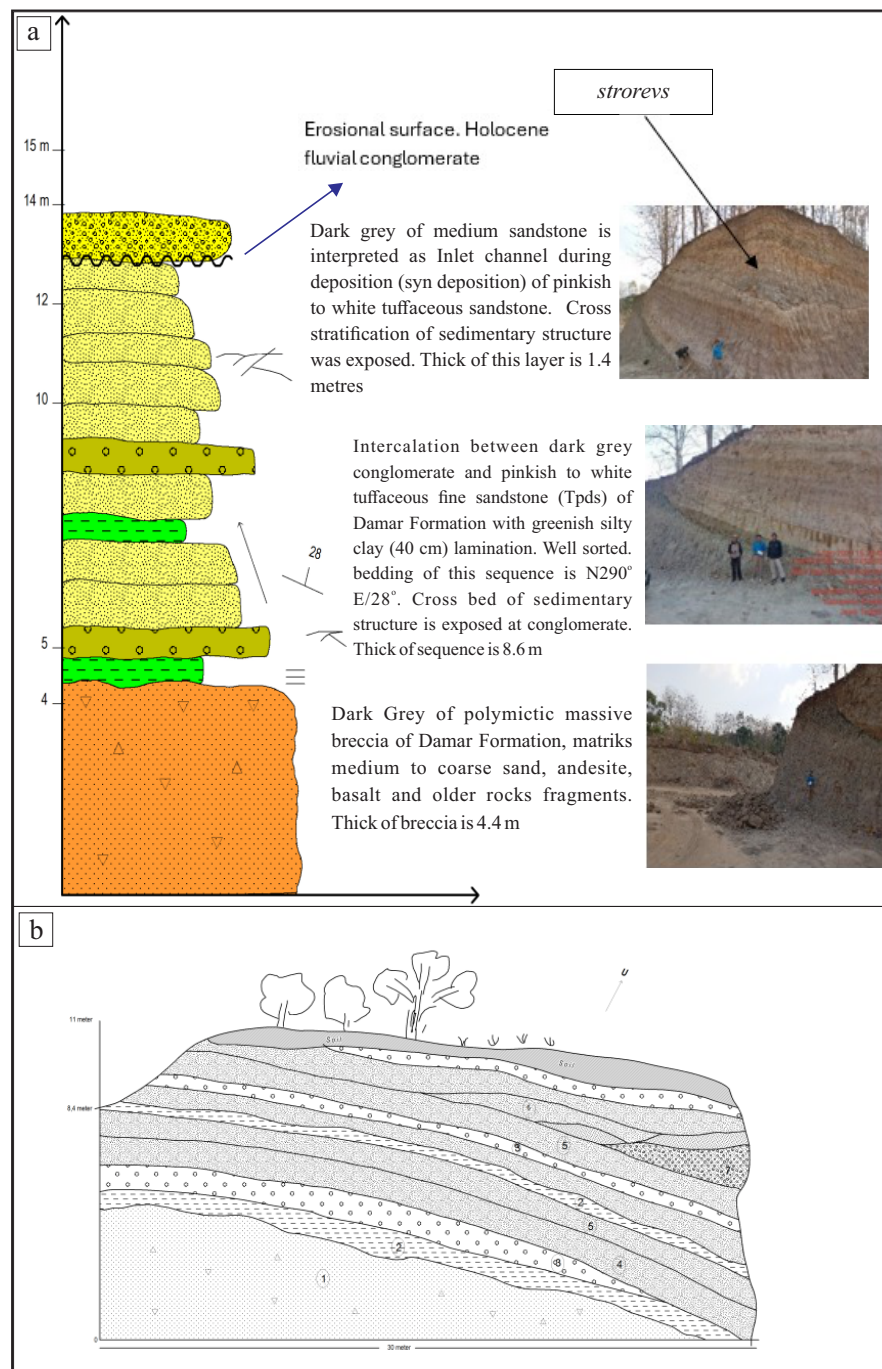 a
strorevs
Erosional surface. Holocene
fluvial conglomerate
15 m
14 m
12
10
5
4
28
Dark grey of medium sandstone is
interpreted as Inlet channel during
deposition (syn deposition) of pinkish
to white tuffaceous sandstone. Cross
stratification of sedimentary structure
was exposed. Thick of this layer is 1.4
metres
Intercalation between dark grey
conglomerate and pinkish to white
tuffaceous fine sandstone (Tpds) of
Damar Formation with greenish silty
clay (40 cm) lamination. Well sorted.
bedding of this sequence is N290°
E/28°. Cross bed of sedimentary
structure is exposed at conglomerate.
Thick of sequence is 8.6 m
Dark Grey of polymictic massive
breccia of Damar Formation, matriks
medium to coarse sand, andesite,
basalt and older rocks fragments.
Thick of breccia is 4.4 m
b
U
11 meter
Soil
Soil
8,4 meter
6
5
7
2
5
2
4
1
0
30 meter